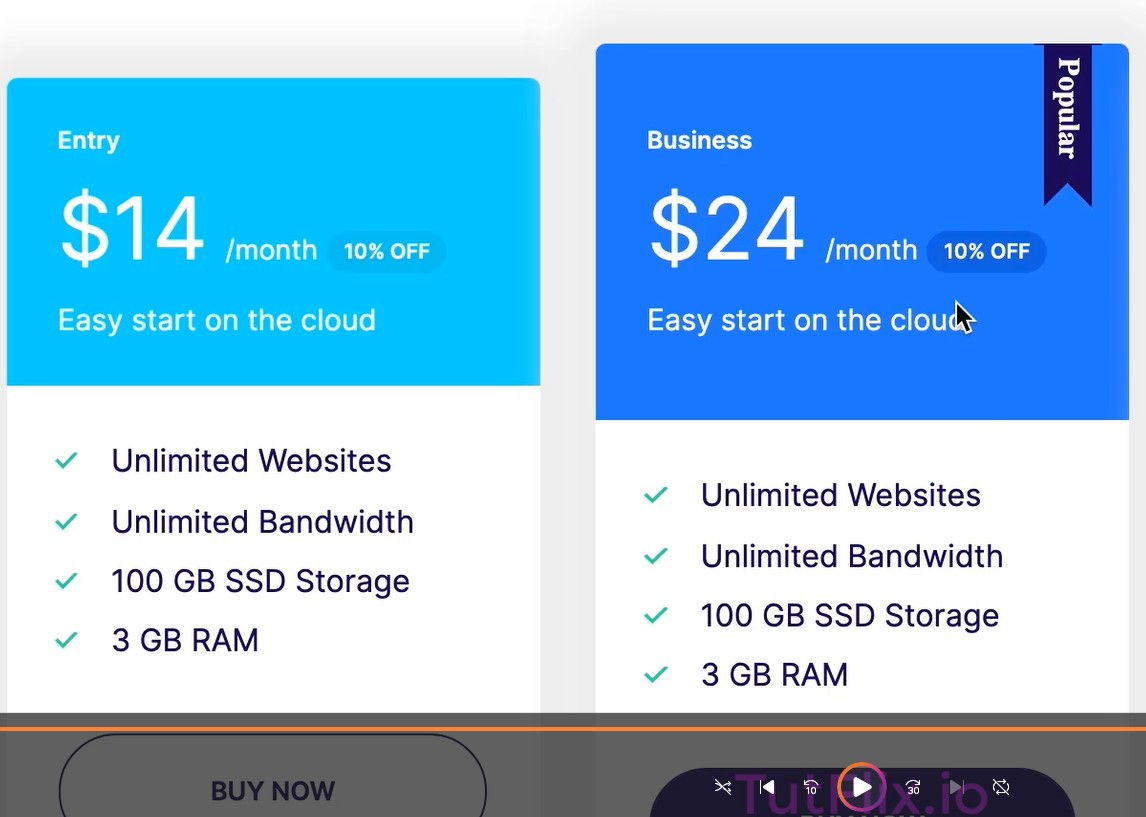 Entry
$14 /month 10% OFF
Easy start on the cloud
Unlimited Websites
Unlimited Bandwidth
100 GB SSD Storage
3 GB RAM
BUY NOW
Popular
Business
$24 /month 10% OFF
Easy start on the cloud
Unlimited Websites
Unlimited Bandwidth
100 GB SSD Storage
3 GB RAM
TutFlix.io
10
30